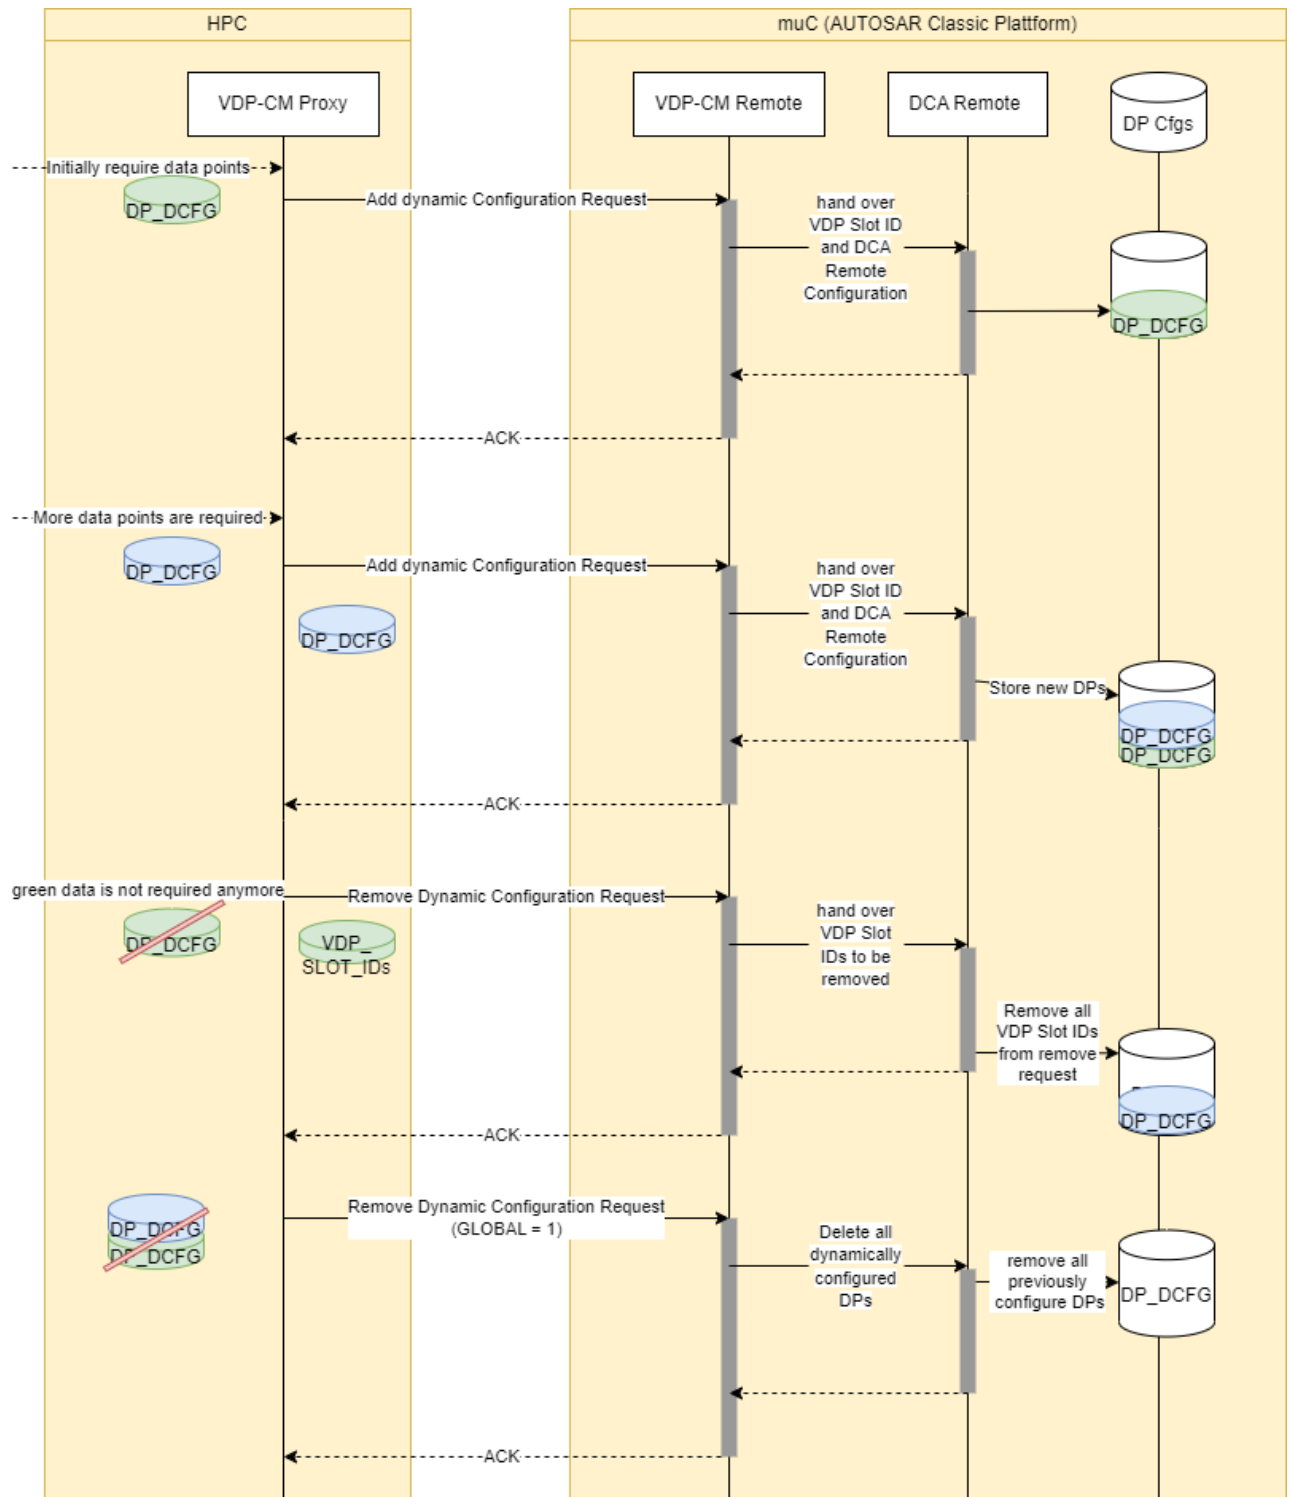 HPC
muC (AUTOSAR Classic Plattform)
VDP-CM Proxy
VDP-CM Remote
DCA Remote
DP Cfgs
Initially require data points
DP_DCFG
Add dynamic Configuration Request
hand over
VDP Slot ID
and DCA
Remote
Configuration
DP_DCFG
ACK
More data points are required
DP_DCFG
Add dynamic Configuration Request
DP_DCFG
hand over
VDP Slot ID
and DCA
Remote
Configuration
Store new DPs
DP_DCFG
DP_DCFG
ACK
green data is not required anymore
DP_DCFG
Remove Dynamic Configuration Request
VDP_
SLOT_IDs
hand over
VDP Slot
IDs to be
removed
Remove all
VDP Slot IDs
from remove
request
DP_DCFG
ACK
DP_DCFG
DP_DCFG
Remove Dynamic Configuration Request
(GLOBAL = 1)
Delete all
dynamically
configured
DPs
remove all
previously
configure DPs
DP_DCFG
ACK